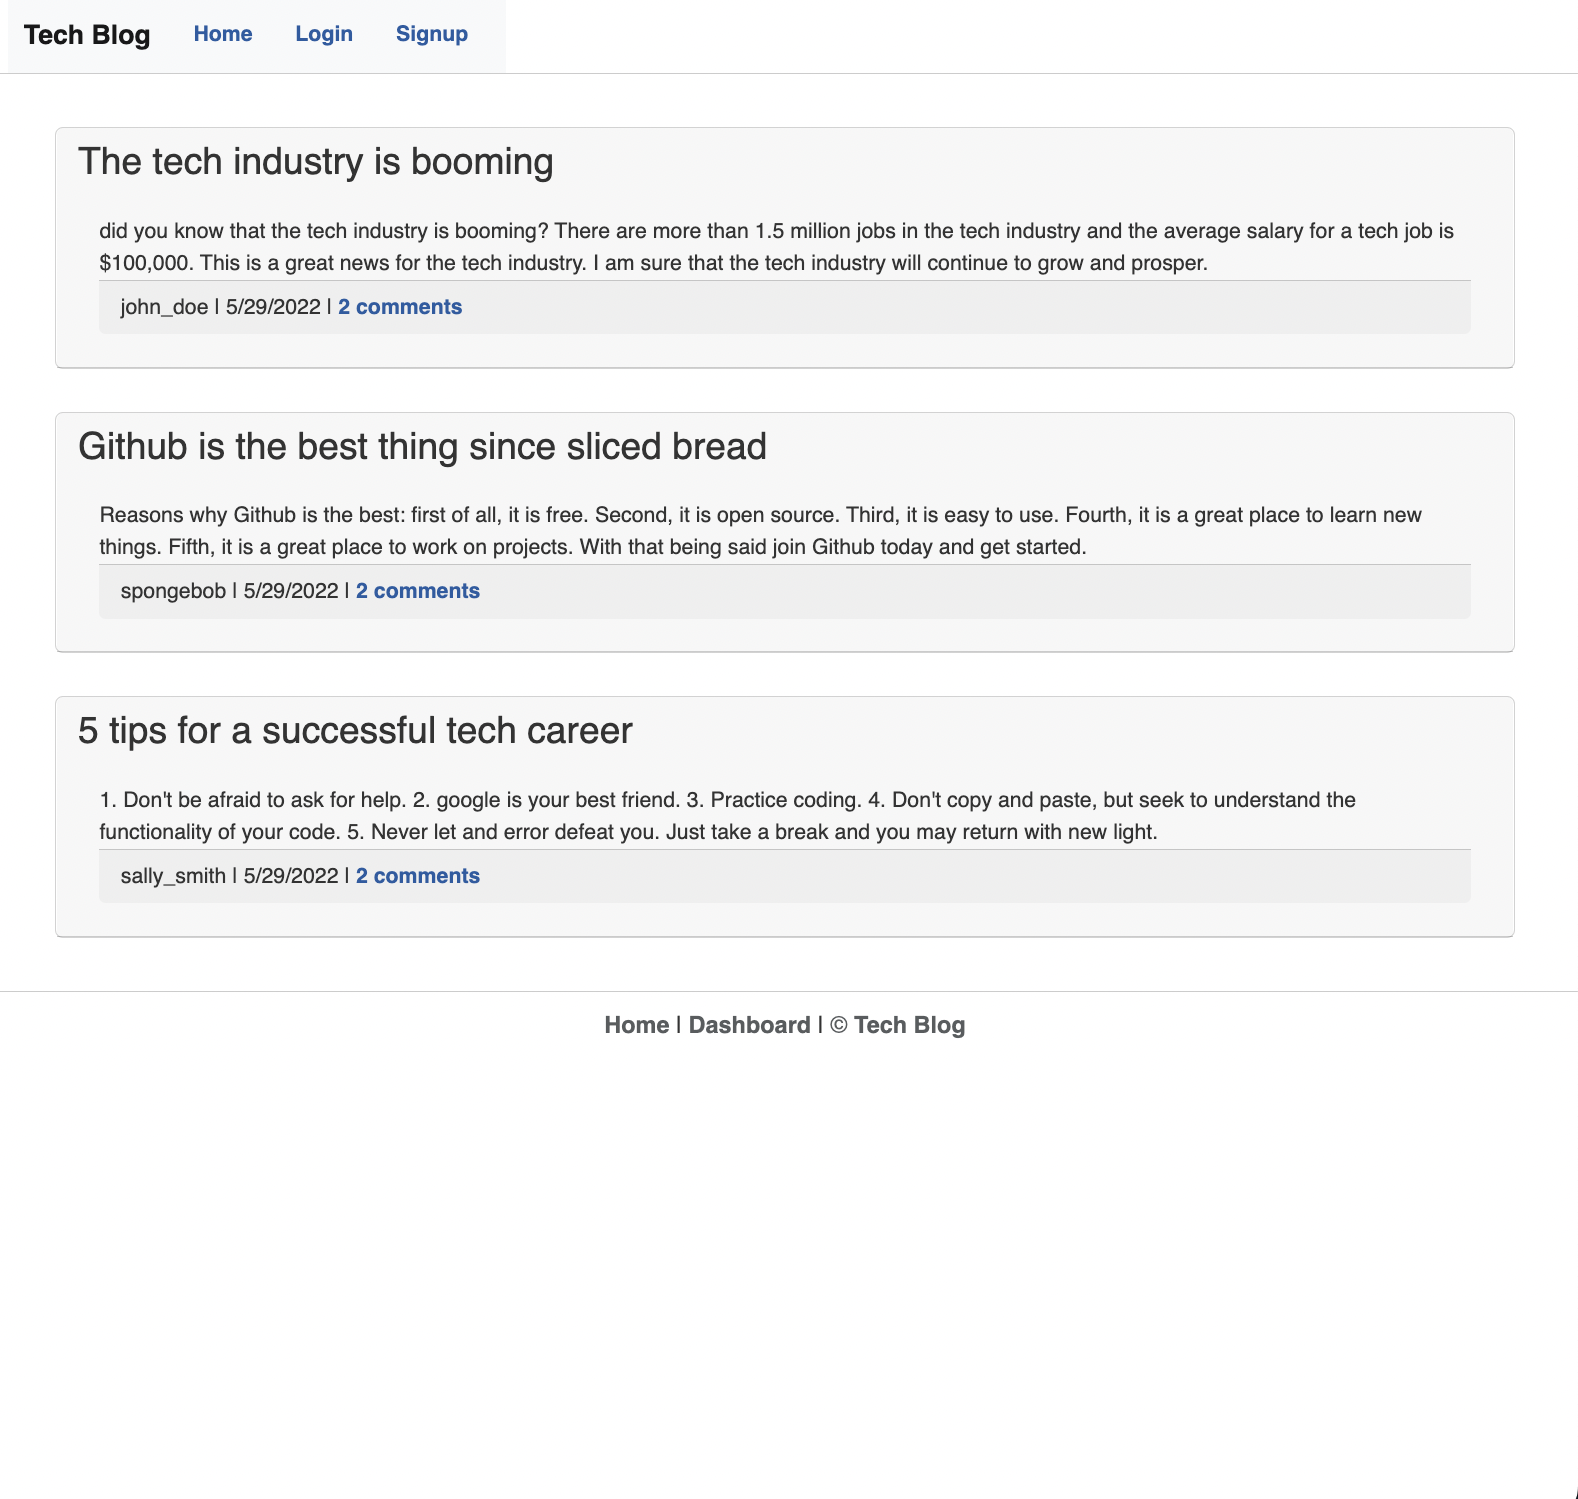 Tech Blog Home Login Signup
The tech industry is booming
did you know that the tech industry is booming? There are more than 1.5 million jobs in the tech industry and the average salary for a tech job is
$100,000. This is a great news for the tech industry. I am sure that the tech industry will continue to grow and prosper.
john_doe | 5/29/2022 | 2 comments
Github is the best thing since sliced bread
Reasons why Github is the best: first of all, it is free. Second, it is open source. Third, it is easy to use. Fourth, it is a great place to learn new
things. Fifth, it is a great place to work on projects. With that being said join Github today and get started.
spongebob | 5/29/2022 | 2 comments
5 tips for a successful tech career
1. Don't be afraid to ask for help. 2. google is your best friend. 3. Practice coding. 4. Don't copy and paste, but seek to understand the
functionality of your code. 5. Never let and error defeat you. Just take a break and you may return with new light.
sally_smith | 5/29/2022 | 2 comments
Home | Dashboard | © Tech Blog